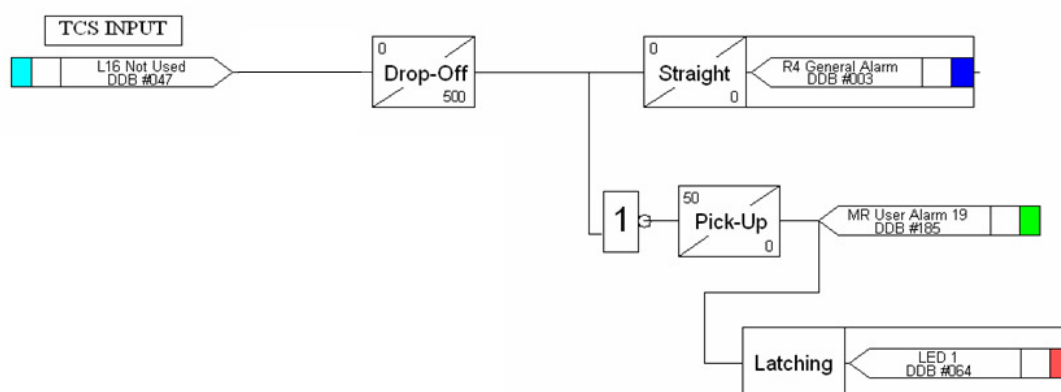 TCS INPUT
L16 Not Used
DDB #047
0
Drop-Off
500
0
Straight
0
R4 General Alarm
DDB #003
1
50
Pick-Up
0
MR User Alarm 19
DDB #185
Latching
LED 1
DDB #064